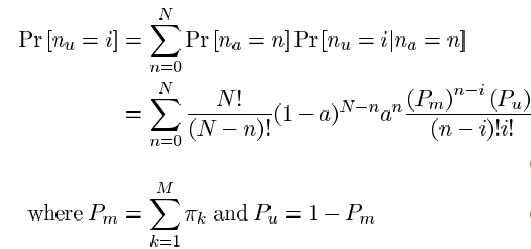 Pr [n_u = i] = \sum_{n=0}^{N} Pr [n_a = n] Pr [n_u = i|n_a = n]
= \sum_{n=0}^{N} \frac{N!}{(N − n)!} (1 − a)^{N−n} a^n \frac{(P_m)^{n−i} (P_u)}{(n − i)! i!}
where P_m = \sum_{k=1}^{M} π_k and P_u = 1 − P_m